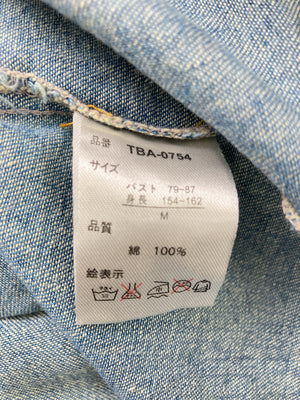 品番 TBA-0754
サイズ
バスト 79-87
身長 154-162
M
品質
綿 100%
絵表示